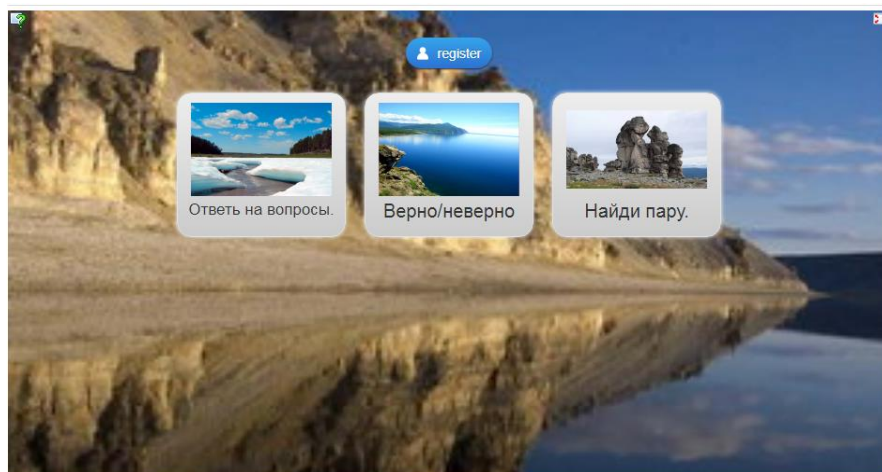 register
Ответь на вопросы.
Верно/неверно
Найди пару.